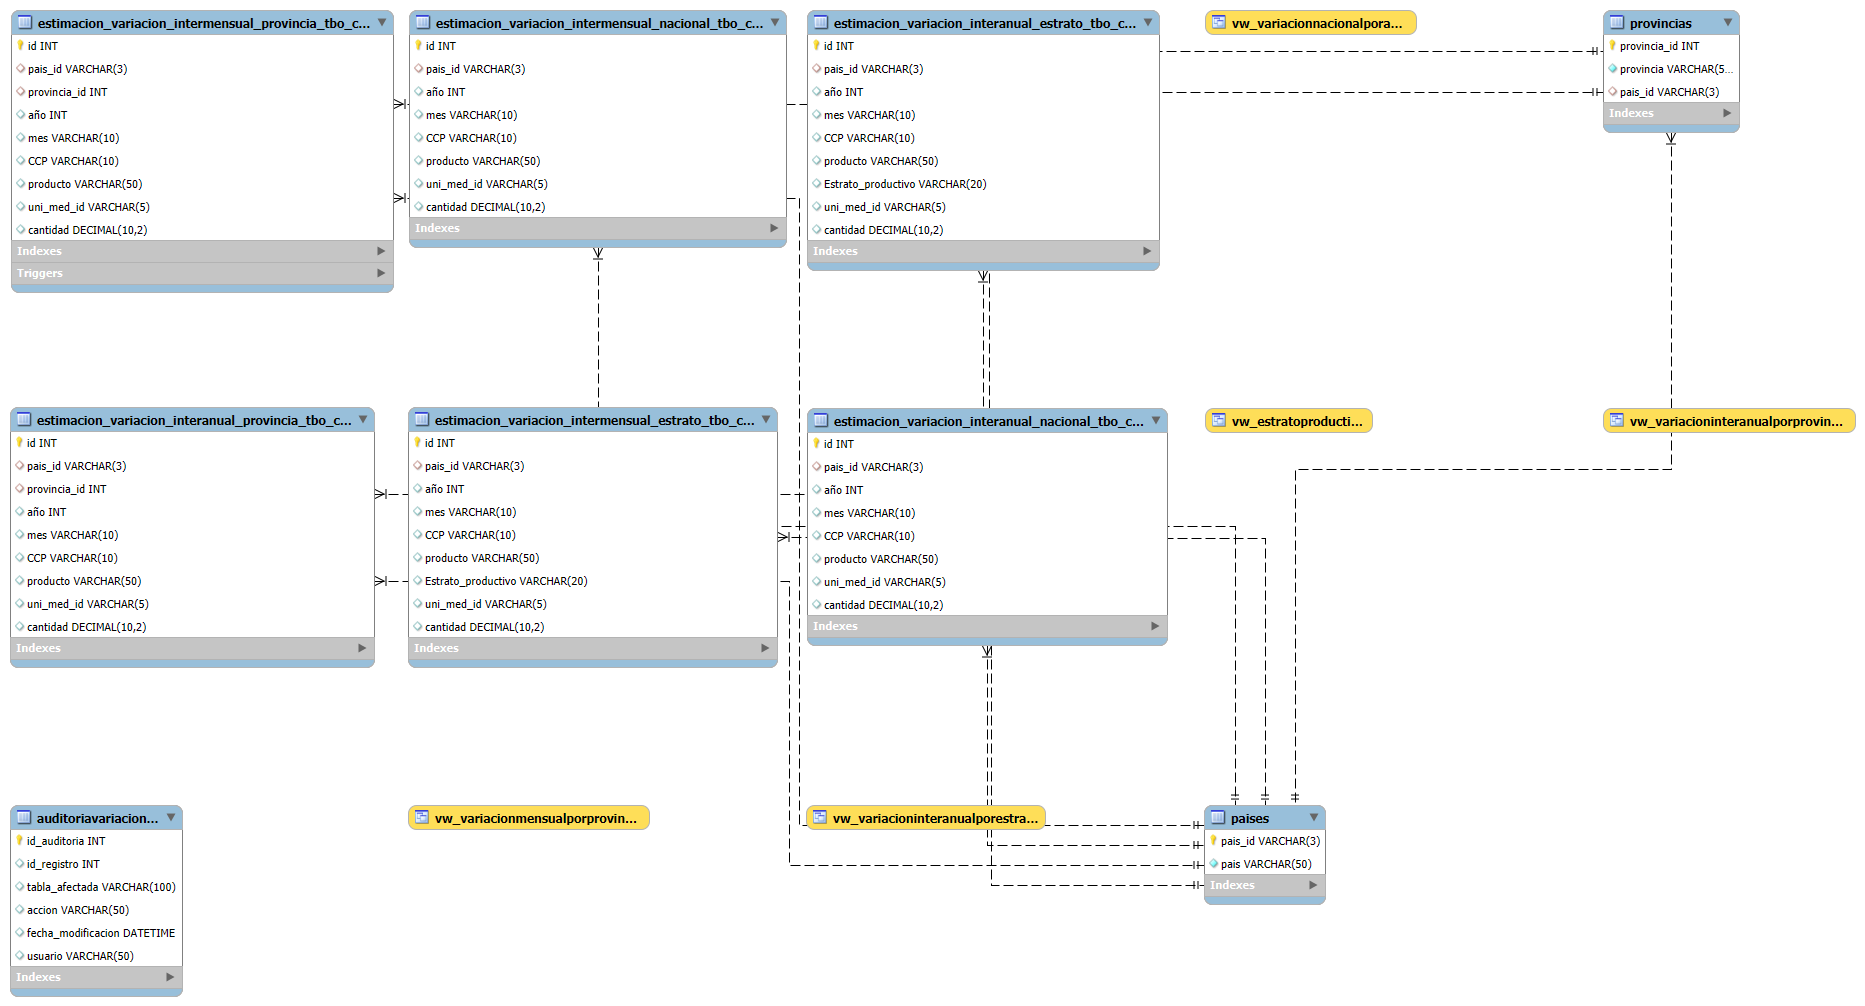 estimacion_variacion_intermensual_provincia_tbo_c...
id INT
pais_id VARCHAR(3)
provincia_id INT
año INT
mes VARCHAR(10)
CCP VARCHAR(10)
producto VARCHAR(50)
uni_med_id VARCHAR(5)
cantidad DECIMAL(10,2)
Indexes
Triggers
estimacion_variacion_intermensual_nacional_tbo_c...
id INT
pais_id VARCHAR(3)
año INT
mes VARCHAR(10)
CCP VARCHAR(10)
producto VARCHAR(50)
uni_med_id VARCHAR(5)
cantidad DECIMAL(10,2)
Indexes
estimacion_variacion_interanual_estrato_tbo_c...
id INT
pais_id VARCHAR(3)
año INT
mes VARCHAR(10)
CCP VARCHAR(10)
producto VARCHAR(50)
Estrato_productivo VARCHAR(20)
uni_med_id VARCHAR(5)
cantidad DECIMAL(10,2)
Indexes
vw_variacionnacionalpora...
provincias
provincia_id INT
provincia VARCHAR(5...
pais_id VARCHAR(3)
Indexes
estimacion_variacion_interanual_provincia_tbo_c...
id INT
pais_id VARCHAR(3)
provincia_id INT
año INT
mes VARCHAR(10)
CCP VARCHAR(10)
producto VARCHAR(50)
uni_med_id VARCHAR(5)
cantidad DECIMAL(10,2)
Indexes
estimacion_variacion_intermensual_estrato_tbo_c...
id INT
pais_id VARCHAR(3)
año INT
mes VARCHAR(10)
CCP VARCHAR(10)
producto VARCHAR(50)
Estrato_productivo VARCHAR(20)
uni_med_id VARCHAR(5)
cantidad DECIMAL(10,2)
Indexes
estimacion_variacion_interanual_nacional_tbo_c...
id INT
pais_id VARCHAR(3)
año INT
mes VARCHAR(10)
CCP VARCHAR(10)
producto VARCHAR(50)
uni_med_id VARCHAR(5)
cantidad DECIMAL(10,2)
Indexes
vw_estratoproducti...
vw_variacioninteranualporprovin...
auditoriavariacion...
id_auditoria INT
id_registro INT
tabla_afectada VARCHAR(100)
accion VARCHAR(50)
fecha_modificacion DATETIME
usuario VARCHAR(50)
Indexes
vw_variacionmensualporprovin...
vw_variacioninteranualporestra...
paises
pais_id VARCHAR(3)
pais VARCHAR(50)
Indexes